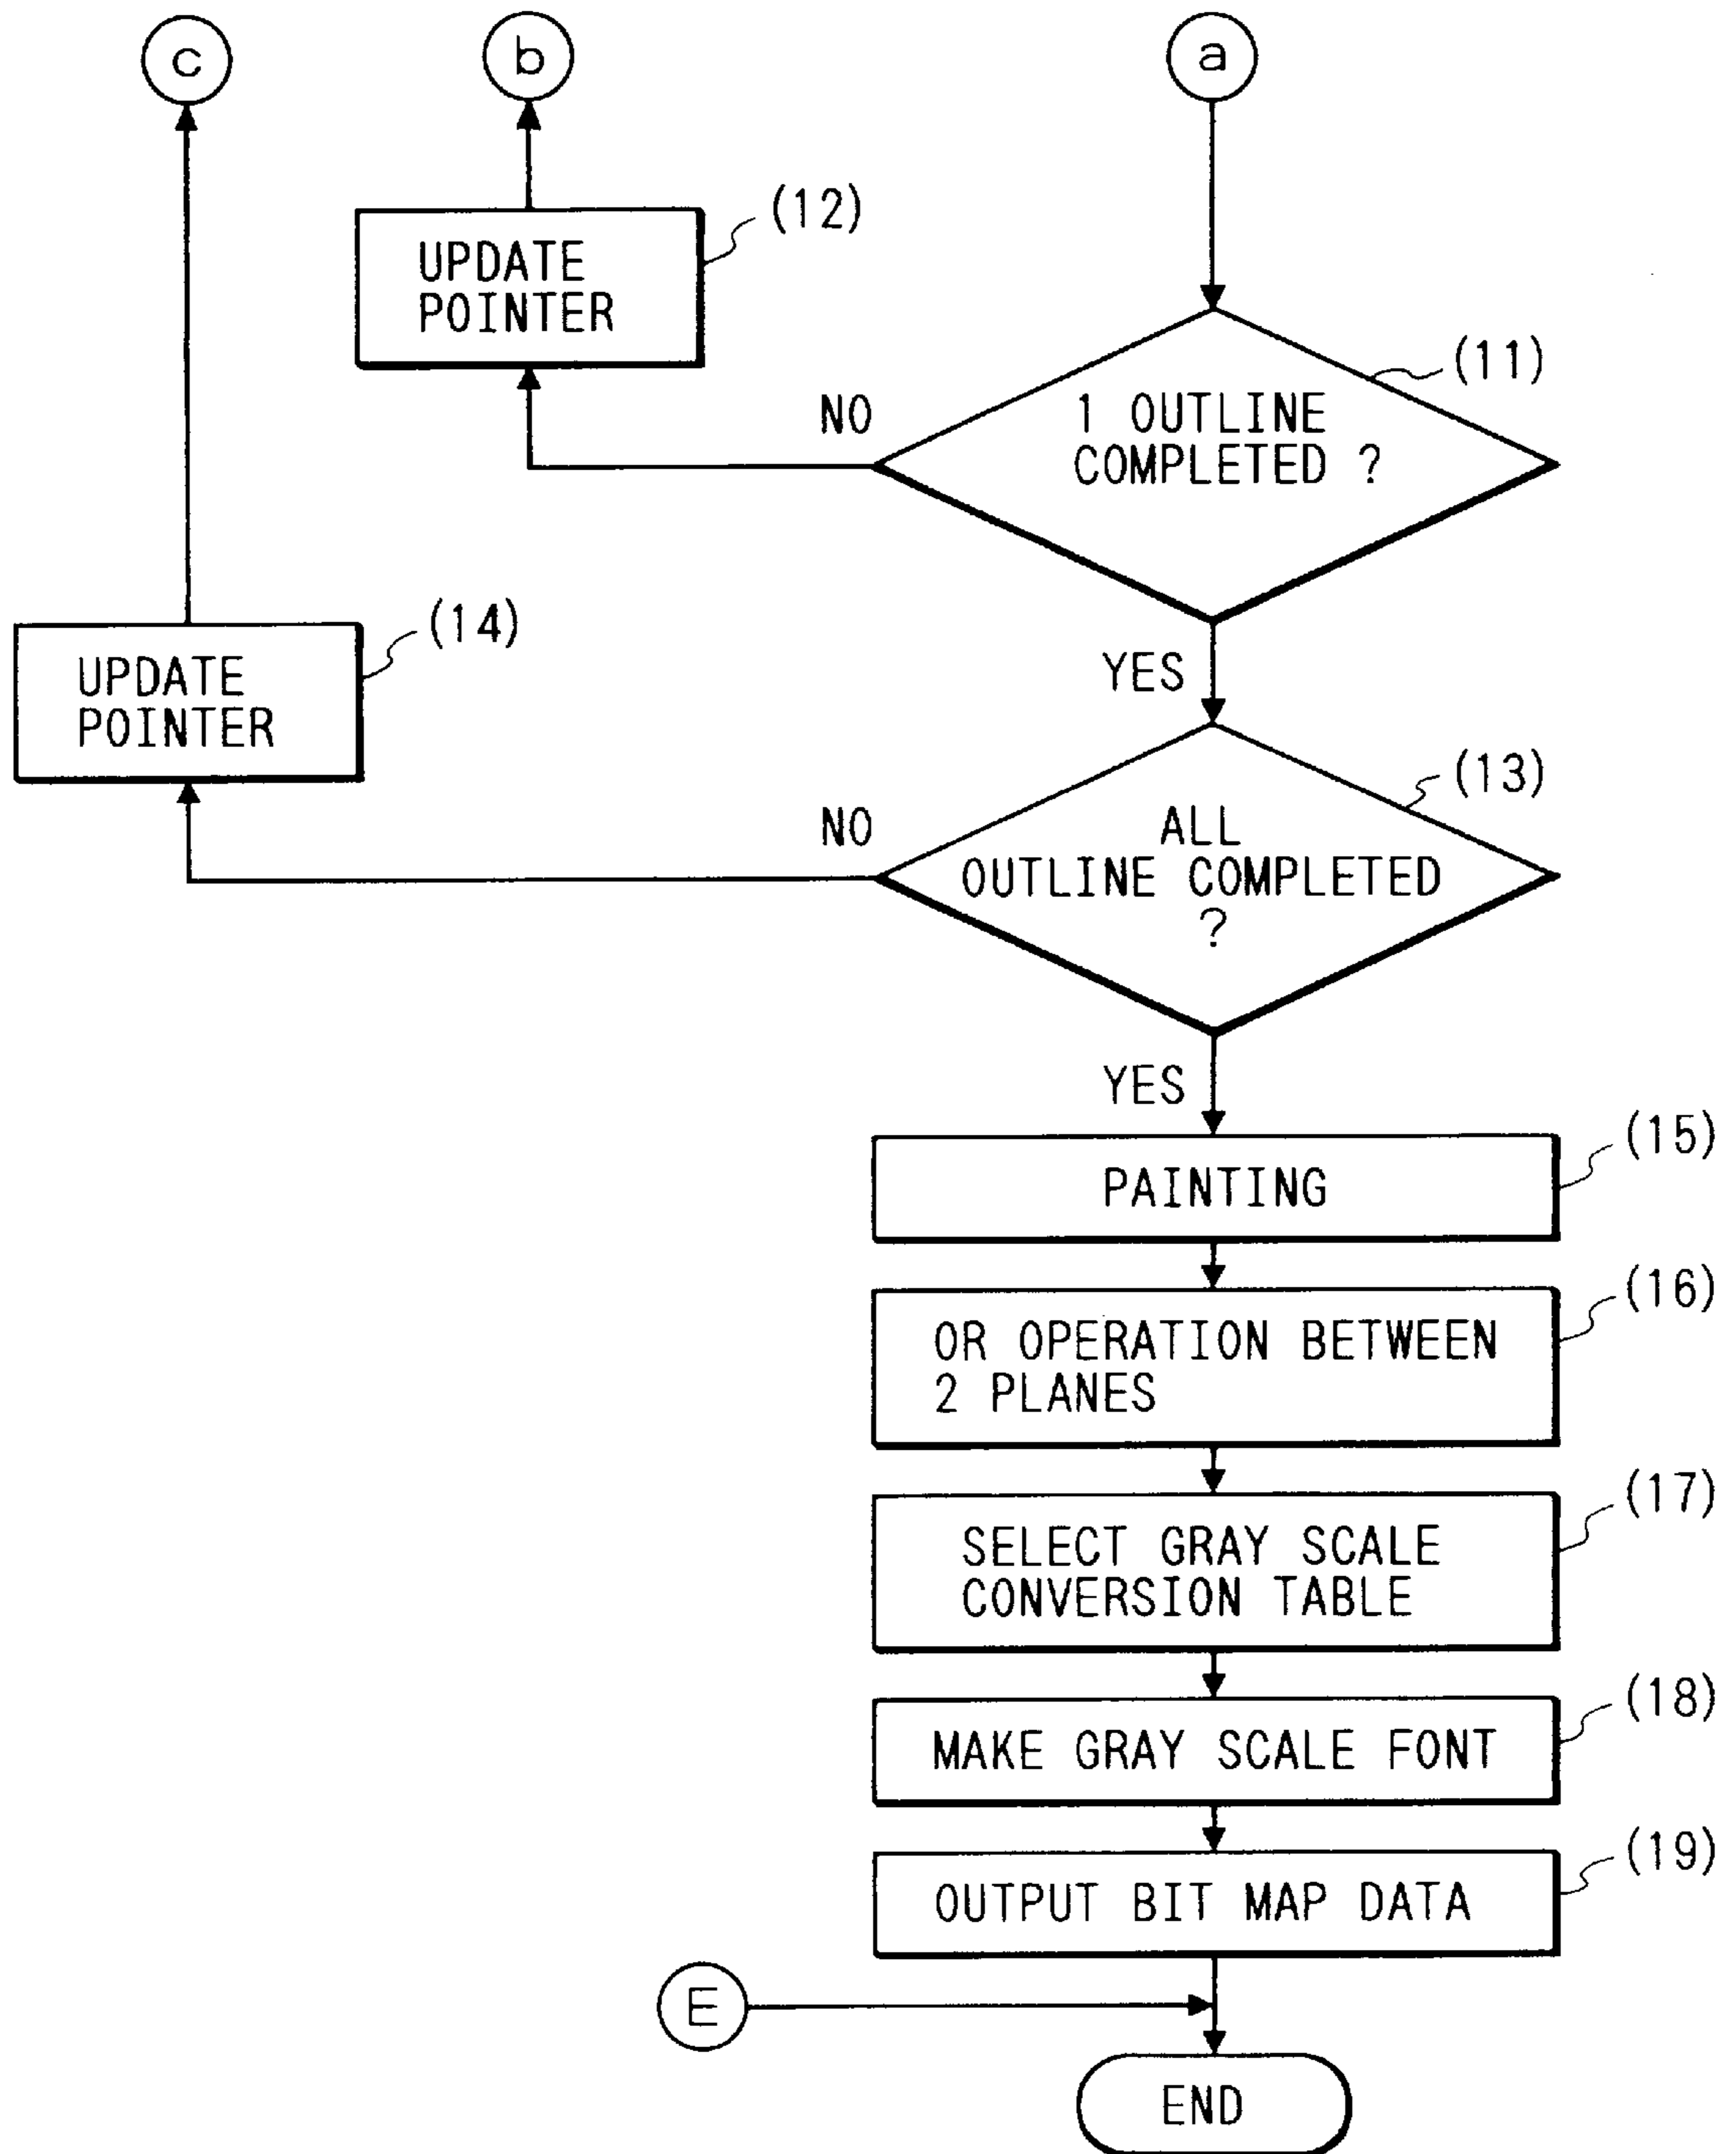 c
b
a
(12)
UPDATE
POINTER
(11)
1 OUTLINE
COMPLETED ?
NO
YES
(14)
UPDATE
POINTER
(13)
ALL
OUTLINE COMPLETED
?
NO
YES
(15)
PAINTING
(16)
OR OPERATION BETWEEN
2 PLANES
(17)
SELECT GRAY SCALE
CONVERSION TABLE
(18)
MAKE GRAY SCALE FONT
(19)
OUTPUT BIT MAP DATA
E
END